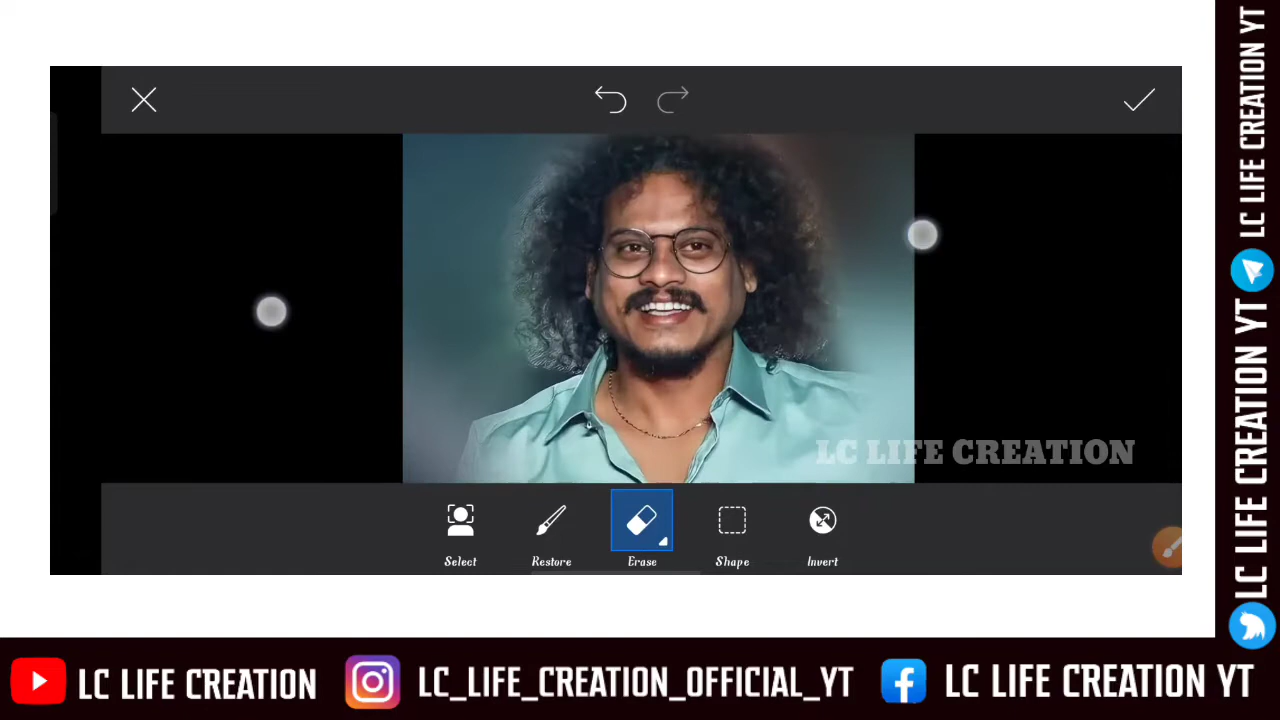 LC LIFE CREATION
Select Restore Erase Shape Invert
LC LIFE CREATION
LC_LIFE_CREATION_OFFICIAL_YT
LC LIFE CREATION YT
LC LIFE CREATION YT
LC LIFE CREATION YT